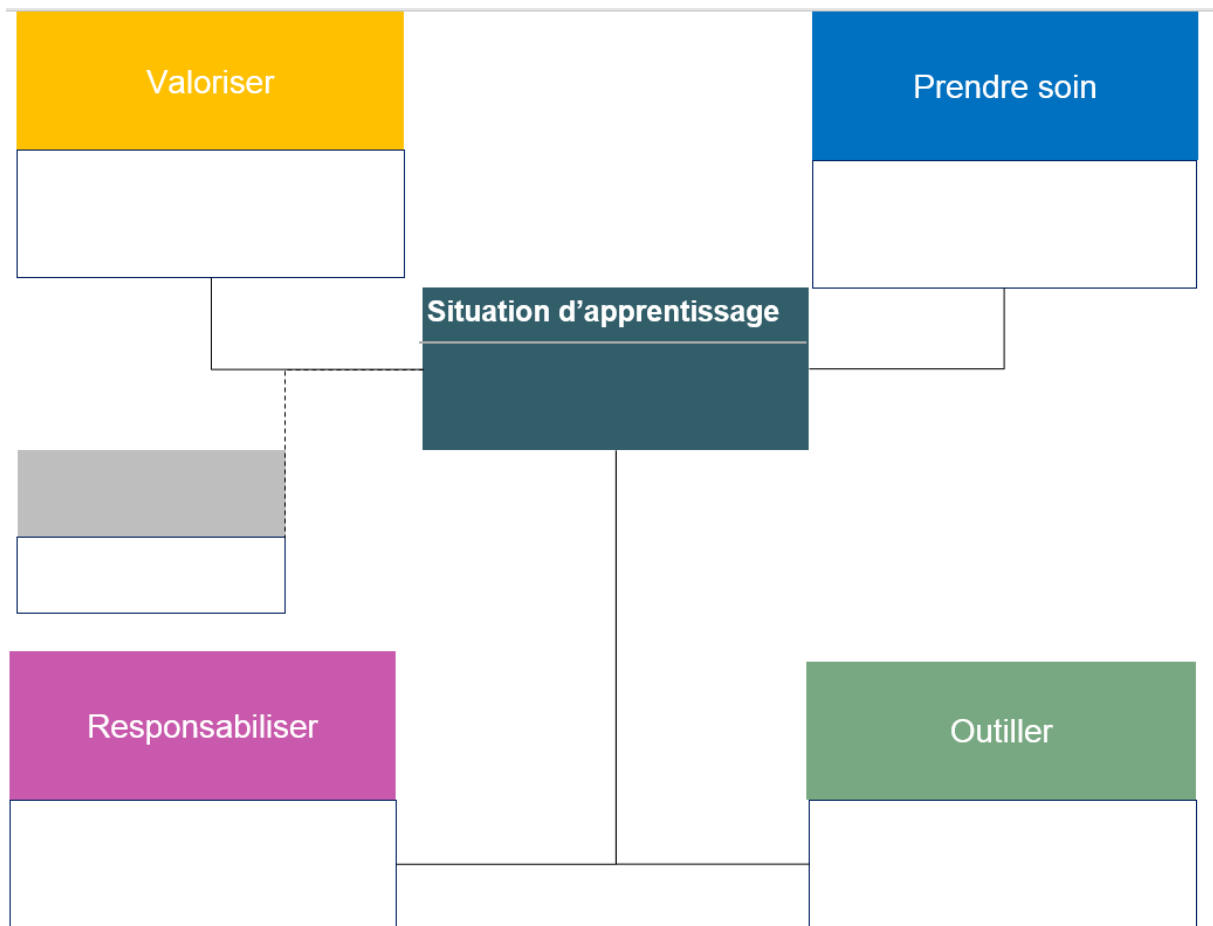 Valoriser
Prendre soin
Situation d’apprentissage
Responsabiliser
Outiller